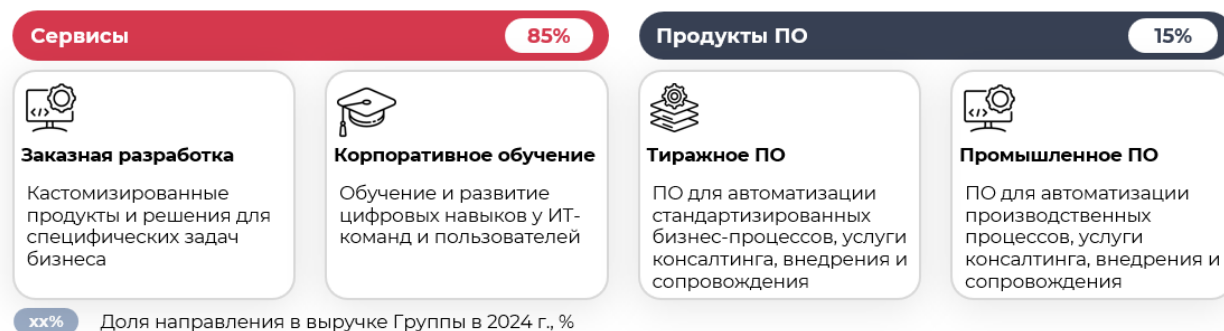 Сервисы 85%
Продукты ПО 15%
Заказная разработка
Кастомизированные
продукты и решения для
специфических задач
бизнеса
Корпоративное обучение
Обучение и развитие
цифровых навыков у ИТ-
команд и пользователей
Тиражное ПО
ПО для автоматизации
стандартизированных
бизнес-процессов, услуги
консалтинга, внедрения и
сопровождения
Промышленное ПО
ПО для автоматизации
производственных
процессов, услуги
консалтинга, внедрения и
сопровождения
xx% Доля направления в выручке Группы в 2024 г., %